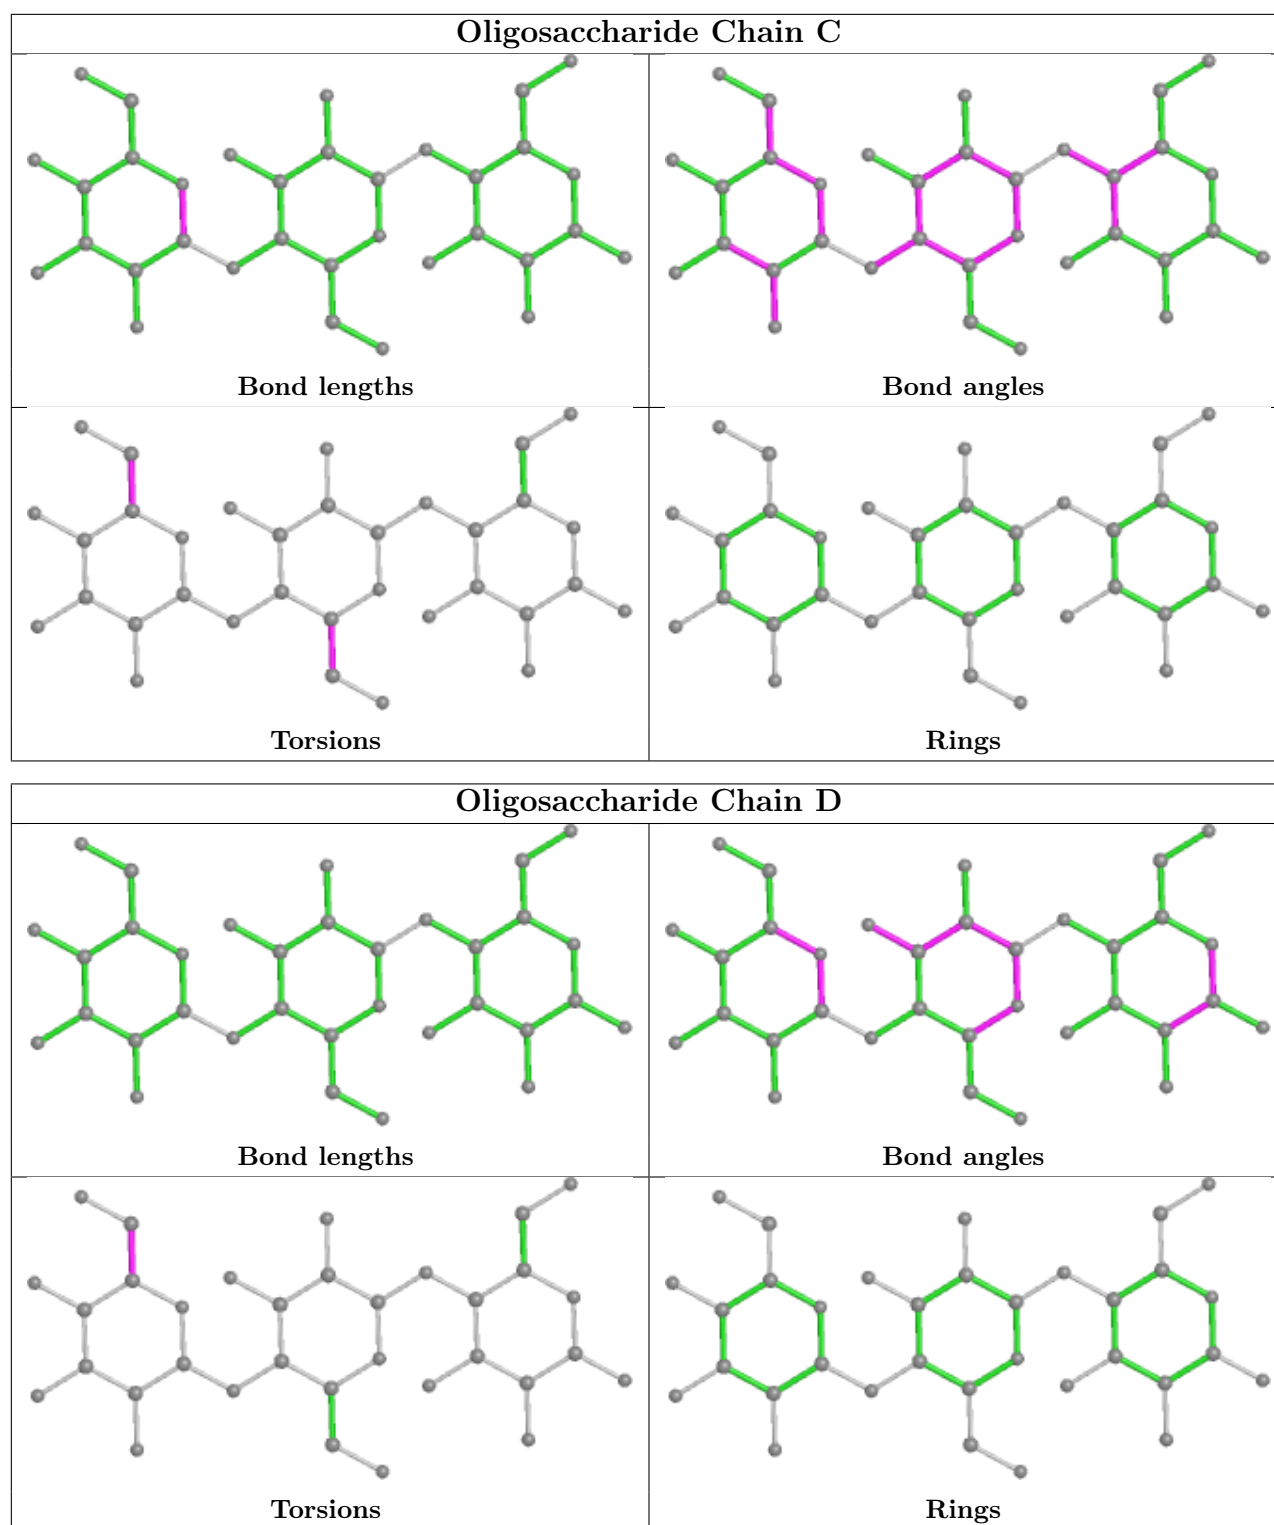 Oligosaccharide Chain C
Bond lengths
Bond angles
Torsions
Rings
Oligosaccharide Chain D
Bond lengths
Bond angles
Torsions
Rings